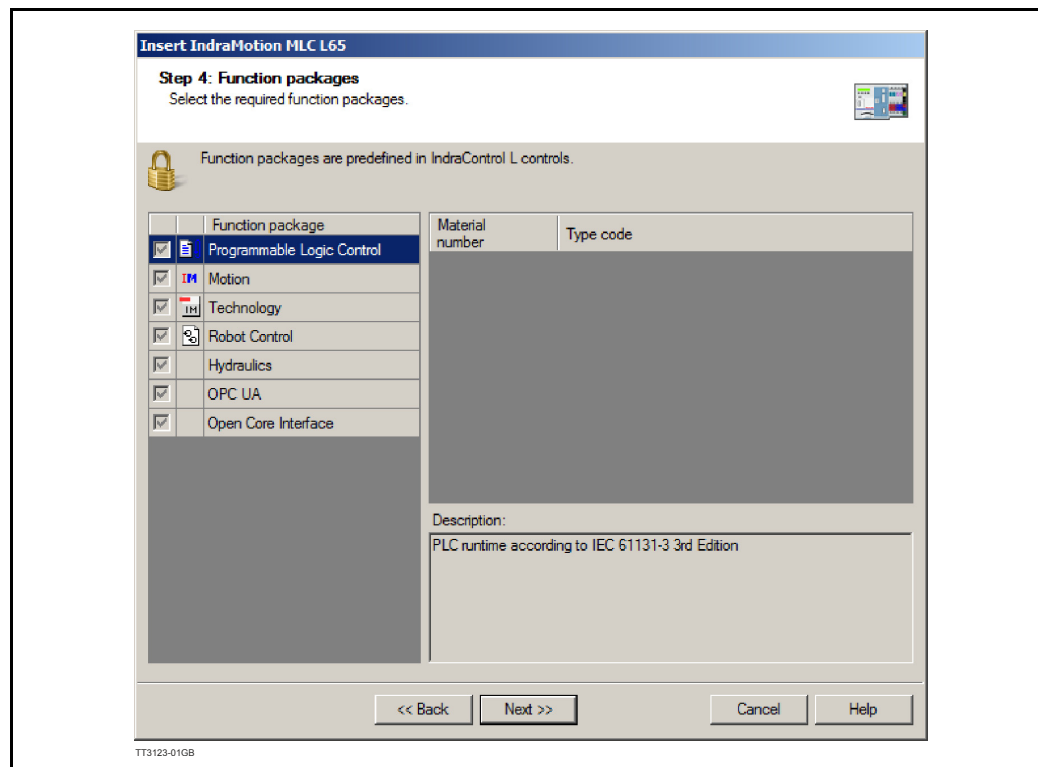 Insert IndraMotion MLC L65
Step 4: Function packages
Select the required function packages.
Function packages are predefined in IndraControl L controls.
Function package
Programmable Logic Control
IM Motion
IM Technology
Robot Control
Hydraulics
OPC UA
Open Core Interface
Material
number
Type code
Description:
PLC runtime according to IEC 61131-3 3rd Edition
<< Back
Next >>
Cancel
Help
TT3123-01GB